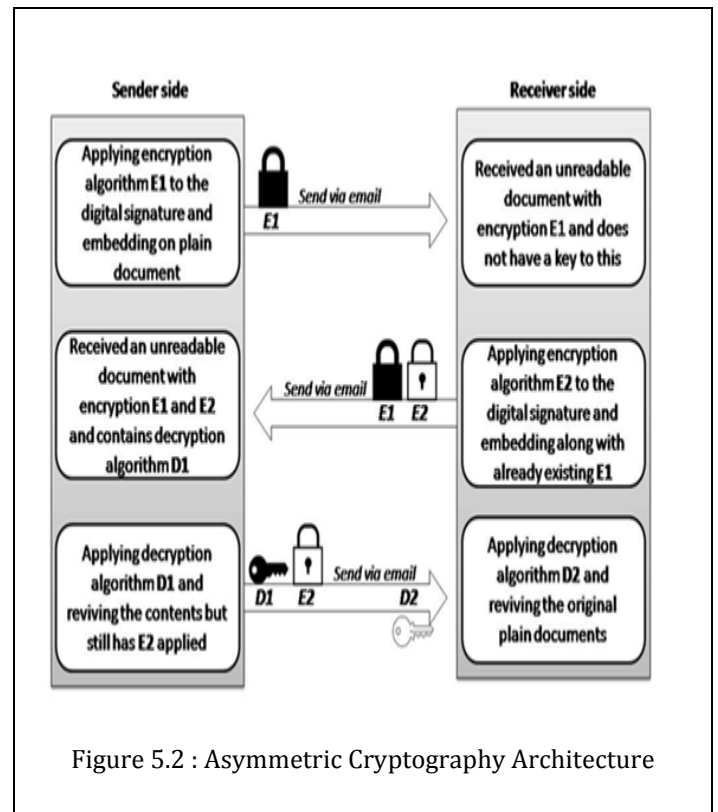 Sender side
Receiver side
Applying encryption
algorithm E1 to the
digital signature and
embedding on plain
document
E1
Send via email
Received an unreadable
document with
encryption E1 and does
not have a key to this
Received an unreadable
document with
encryption E1 and E2
and contains decryption
algorithm D1
Send via email
E1 E2
Applying encryption
algorithm E2 to the
digital signature and
embedding along with
already existing E1
Applying decryption
algorithm D1 and
reviving the contents but
still has E2 applied
Send via email
D1 E2 D2
Applying decryption
algorithm D2 and
reviving the original
plain documents
Figure 5.2 : Asymmetric Cryptography Architecture